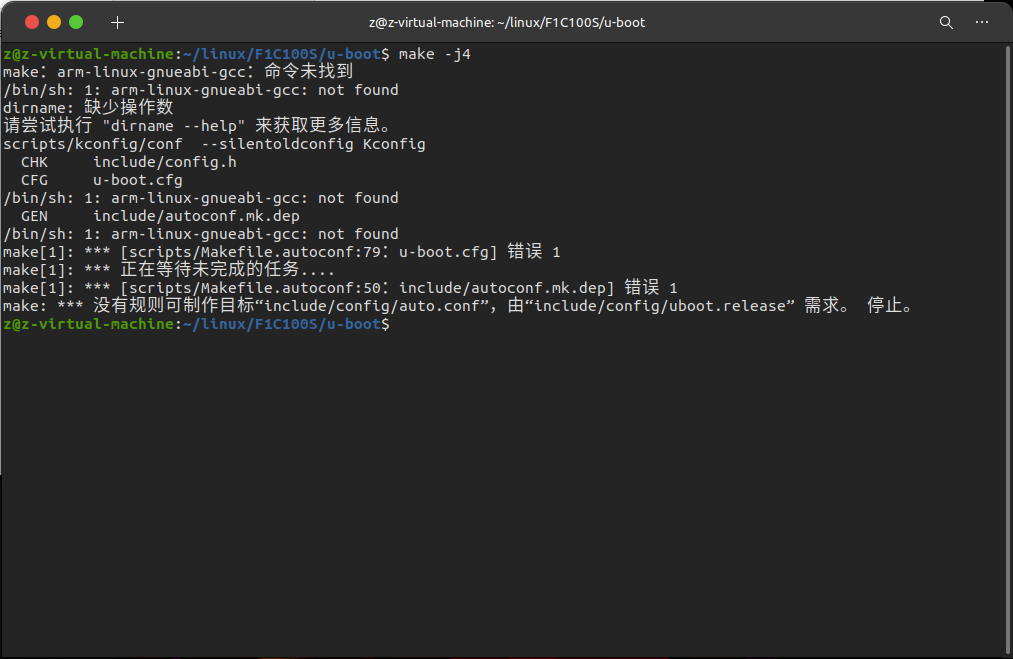 z@z-virtual-machine: ~/linux/F1C100S/u-boot
z@z-virtual-machine:~/linux/F1C100S/u-boot$ make -j4
make: arm-linux-gnueabi-gcc: 命令未找到
/bin/sh: 1: arm-linux-gnueabi-gcc: not found
dirname: 缺少操作数
请尝试执行 "dirname --help" 来获取更多信息。
scripts/kconfig/conf  --silentoldconfig Kconfig
  CHK     include/config.h
  CFG     u-boot.cfg
/bin/sh: 1: arm-linux-gnueabi-gcc: not found
  GEN     include/autoconf.mk.dep
/bin/sh: 1: arm-linux-gnueabi-gcc: not found
make[1]: *** [scripts/Makefile.autoconf:79：u-boot.cfg] 错误 1
make[1]: *** 正在等待未完成的任务....
make[1]: *** [scripts/Makefile.autoconf:50：include/autoconf.mk.dep] 错误 1
make: *** 没有规则可制作目标“include/config/auto.conf”，由“include/config/uboot.release” 需求。 停止。
z@z-virtual-machine:~/linux/F1C100S/u-boot$